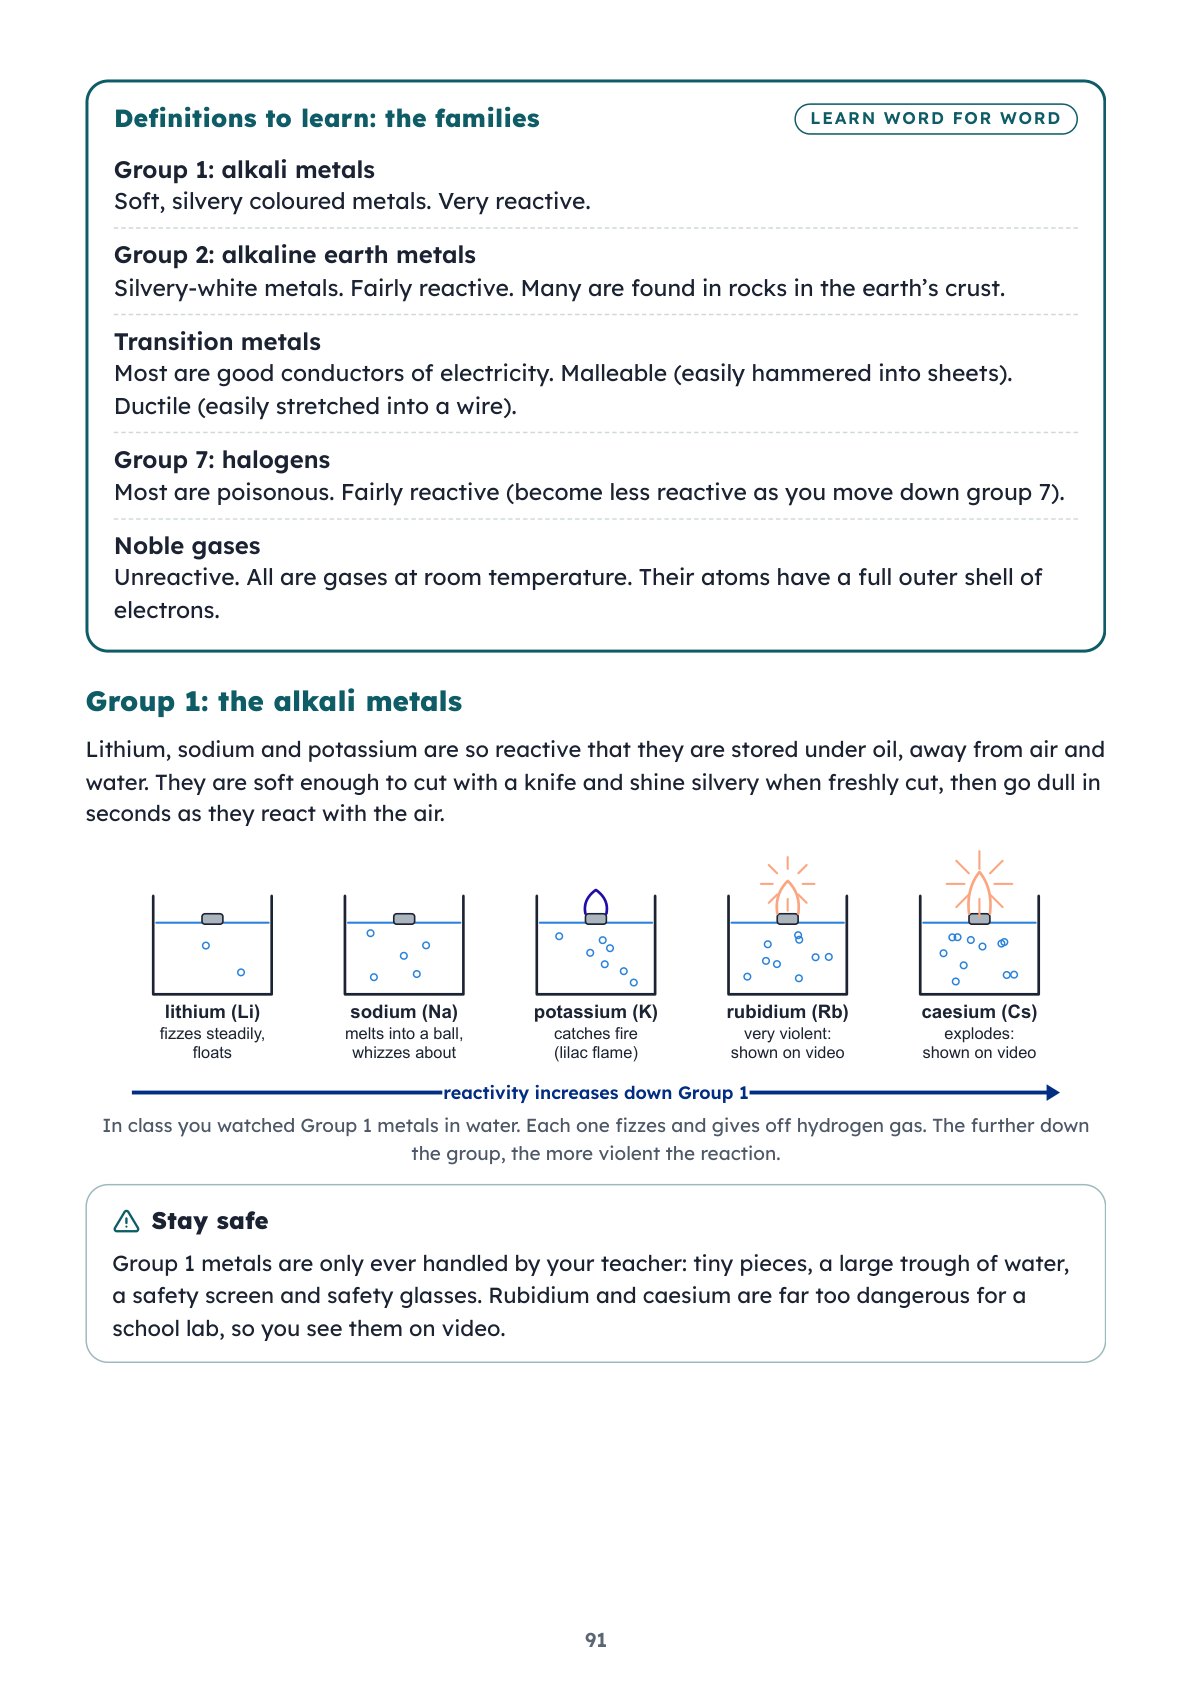 Definitions to learn: the families
LEARN WORD FOR WORD
Group 1: alkali metals
Soft, silvery coloured metals. Very reactive.
Group 2: alkaline earth metals
Silvery-white metals. Fairly reactive. Many are found in rocks in the earth’s crust.
Transition metals
Most are good conductors of electricity. Malleable (easily hammered into sheets).
Ductile (easily stretched into a wire).
Group 7: halogens
Most are poisonous. Fairly reactive (become less reactive as you move down group 7).
Noble gases
Unreactive. All are gases at room temperature. Their atoms have a full outer shell of
electrons.
Group 1: the alkali metals
Lithium, sodium and potassium are so reactive that they are stored under oil, away from air and
water. They are soft enough to cut with a knife and shine silvery when freshly cut, then go dull in
seconds as they react with the air.
lithium (Li)
fizzes steadily,
floats
sodium (Na)
melts into a ball,
whizzes about
potassium (K)
catches fire
(lilac flame)
rubidium (Rb)
very violent:
shown on video
caesium (Cs)
explodes:
shown on video
reactivity increases down Group 1
In class you watched Group 1 metals in water. Each one fizzes and gives off hydrogen gas. The further down
the group, the more violent the reaction.
Stay safe
Group 1 metals are only ever handled by your teacher: tiny pieces, a large trough of water,
a safety screen and safety glasses. Rubidium and caesium are far too dangerous for a
school lab, so you see them on video.
91